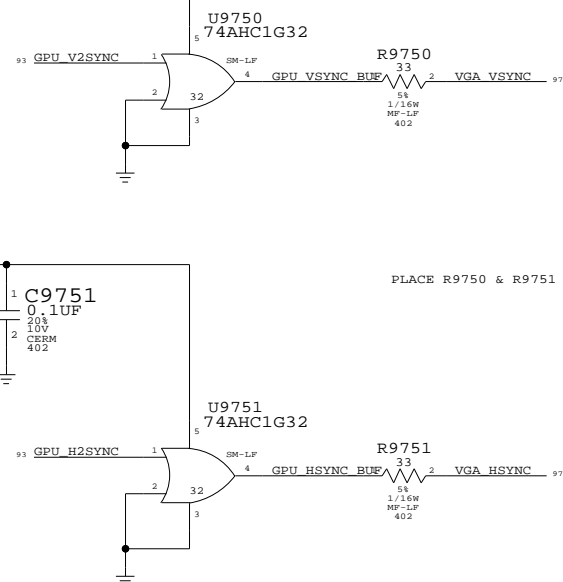 U9750
74AHC1G32
5
93 GPU_V2SYNC 1
SM-LF
4
GPU_VSYNC_BUF
R9750
33
2
VGA_VSYNC
97
5%
1/16W
MF-LF
402
2
32
3
PLACE R9750 & R9751
1
C9751
0.1UF
20%
10V
CERM
402
2
U9751
74AHC1G32
5
93 GPU_H2SYNC 1
SM-LF
4
GPU_HSYNC_BUF
R9751
33
2
VGA_HSYNC
97
5%
1/16W
MF-LF
402
2
32
3